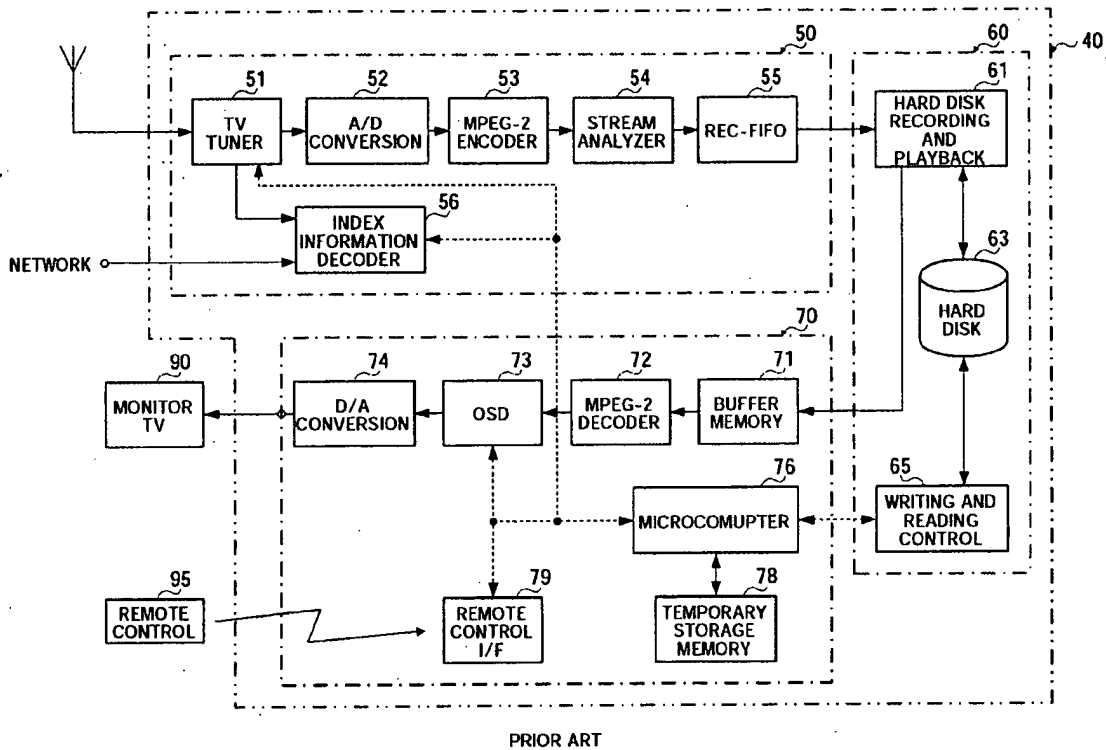 40
50
60
51
52
53
54
55
61
TV
TUNER
A/D
CONVERSION
MPEG-2
ENCODER
STREAM
ANALYZER
REC-FIFO
HARD DISK
RECORDING
AND
PLAYBACK
56
INDEX
INFORMATION
DECODER
NETWORK
63
HARD
DISK
70
90
74
73
72
71
MONITOR
TV
D/A
CONVERSION
OSD
MPEG-2
DECODER
BUFFER
MEMORY
76
65
MICROCOMUPTER
WRITING AND
READING
CONTROL
95
79
78
REMOTE
CONTROL
REMOTE
CONTROL
I/F
TEMPORARY
STORAGE
MEMORY
PRIOR ART